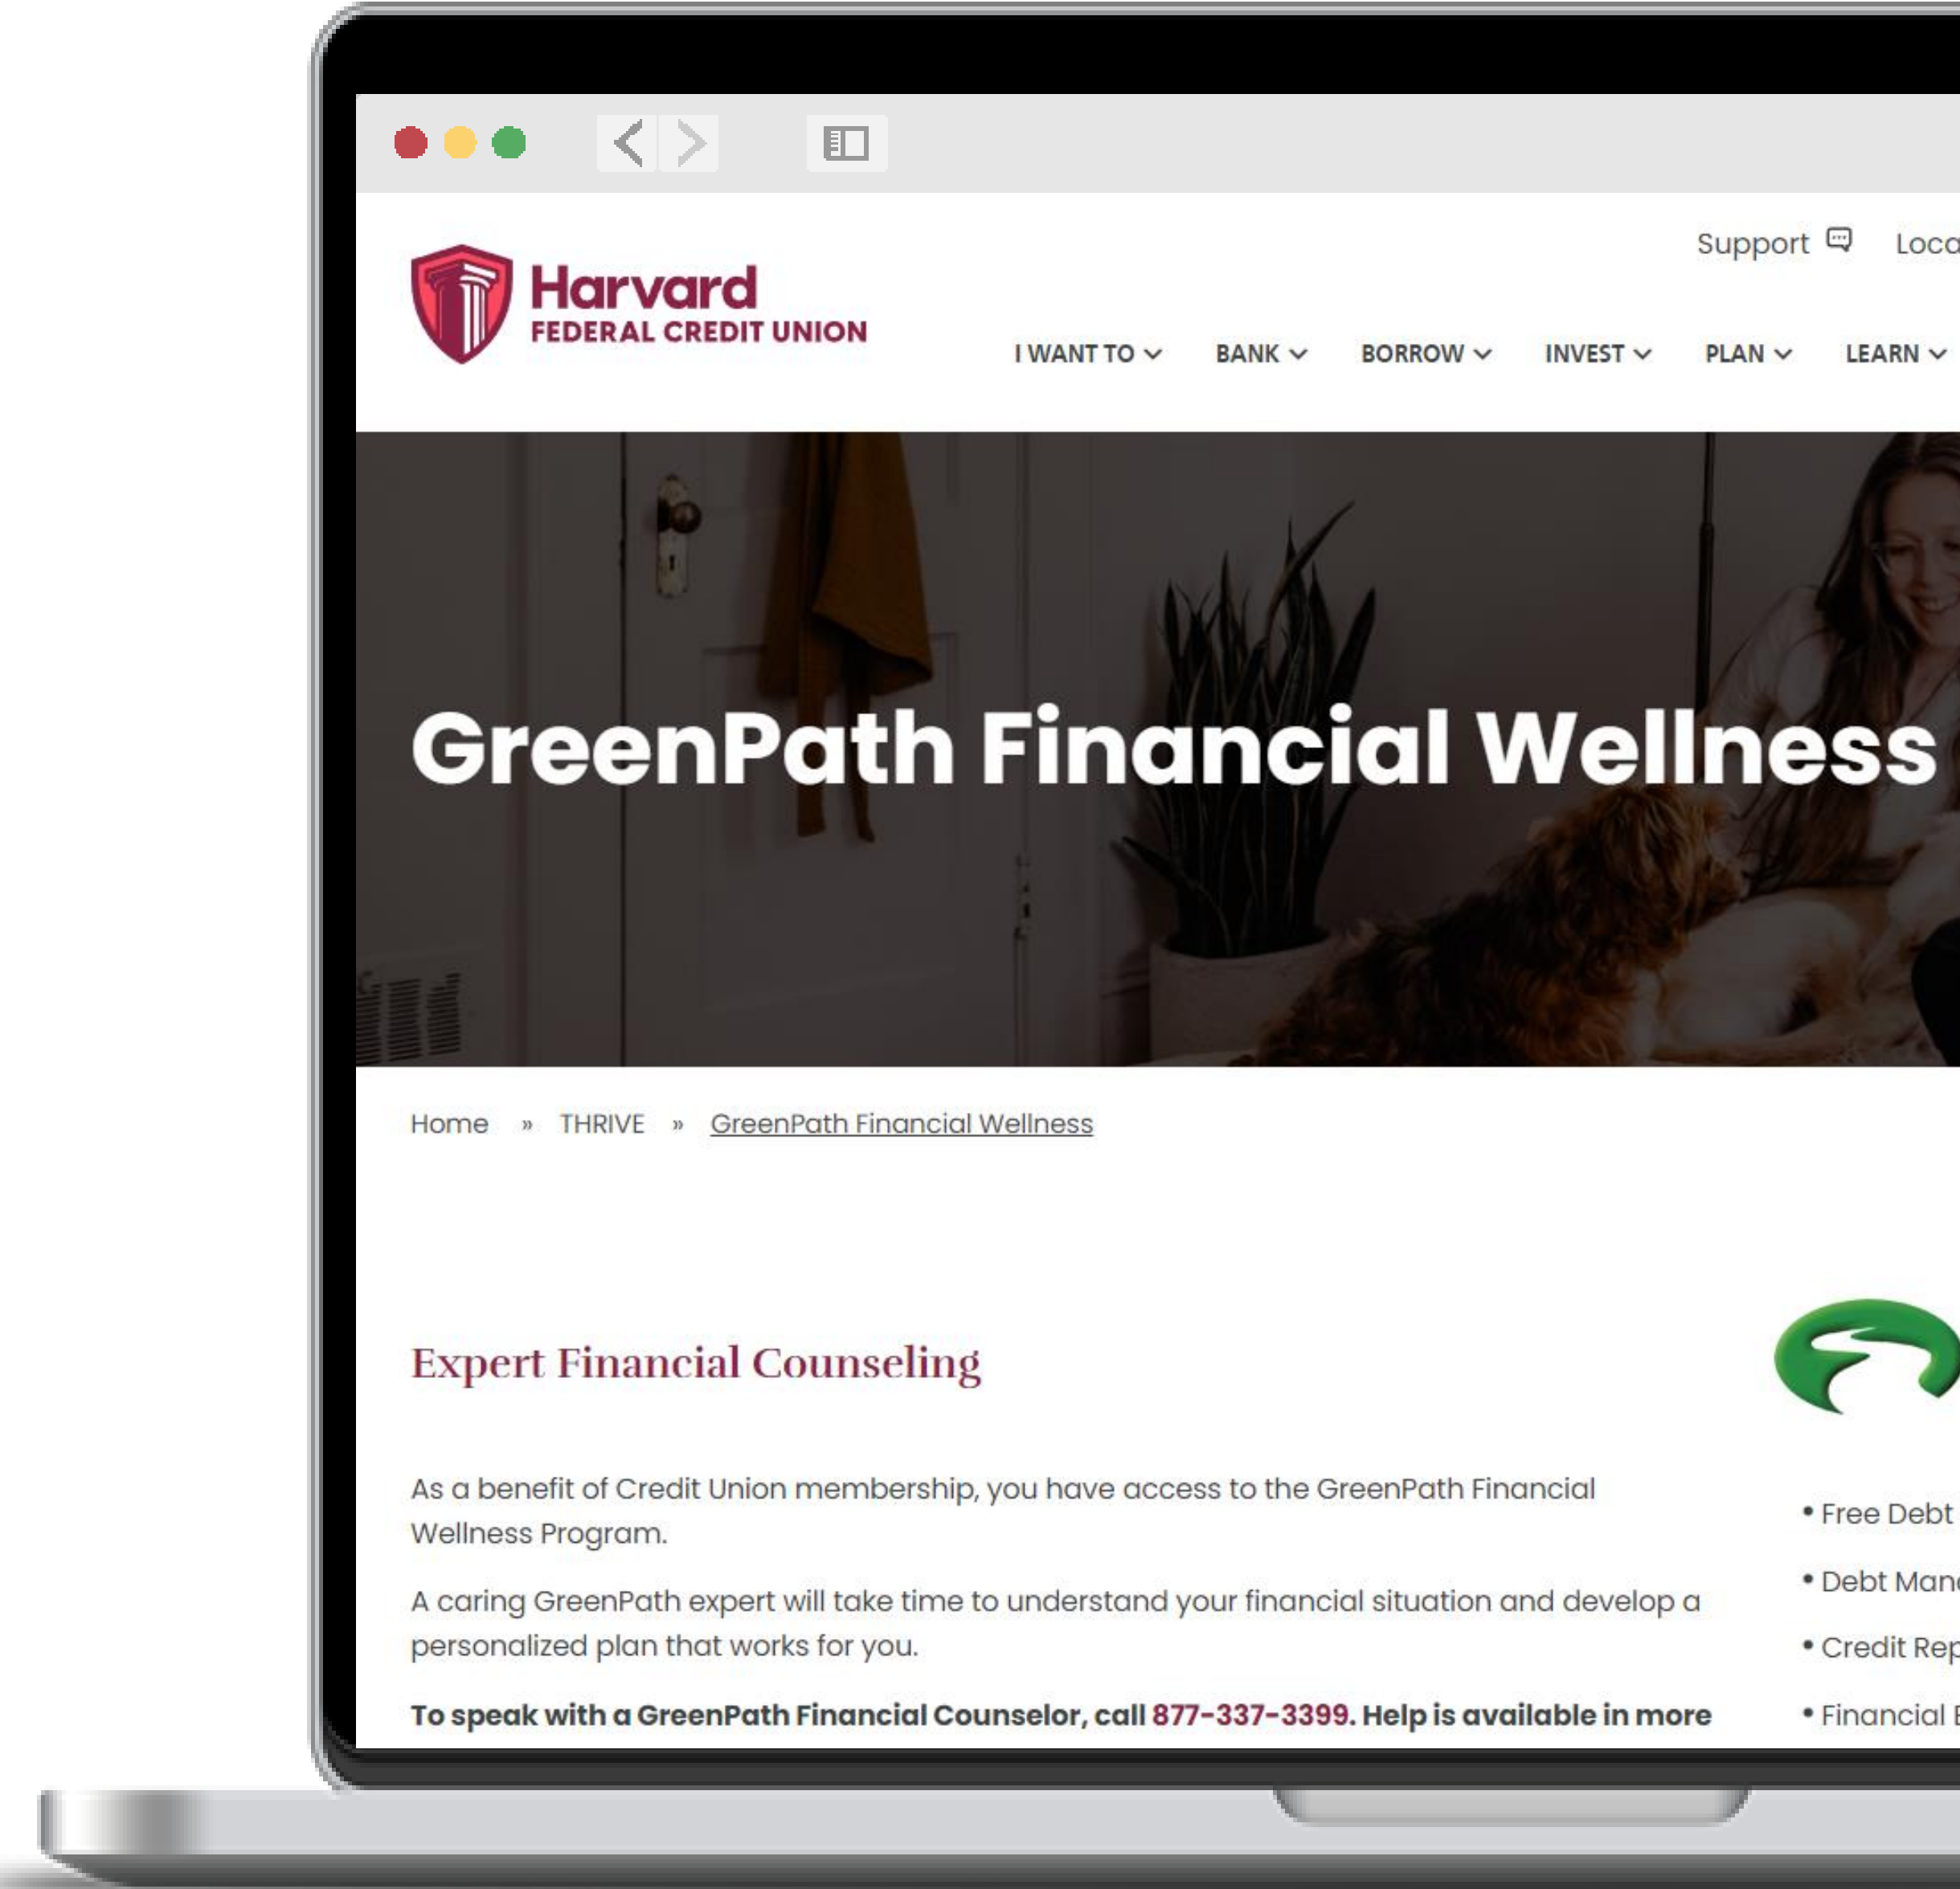 Harvard
FEDERAL CREDIT UNION
Support
I WANT TO
BANK
BORROW
INVEST
PLAN
LEARN
GreenPath Financial Wellness
Home » THRIVE » GreenPath Financial Wellness
Expert Financial Counseling
As a benefit of Credit Union membership, you have access to the GreenPath Financial
Wellness Program.
A caring GreenPath expert will take time to understand your financial situation and develop a
personalized plan that works for you.
To speak with a GreenPath Financial Counselor, call 877-337-3399. Help is available in more
• Free Debt
• Debt
• Credit
• Financial